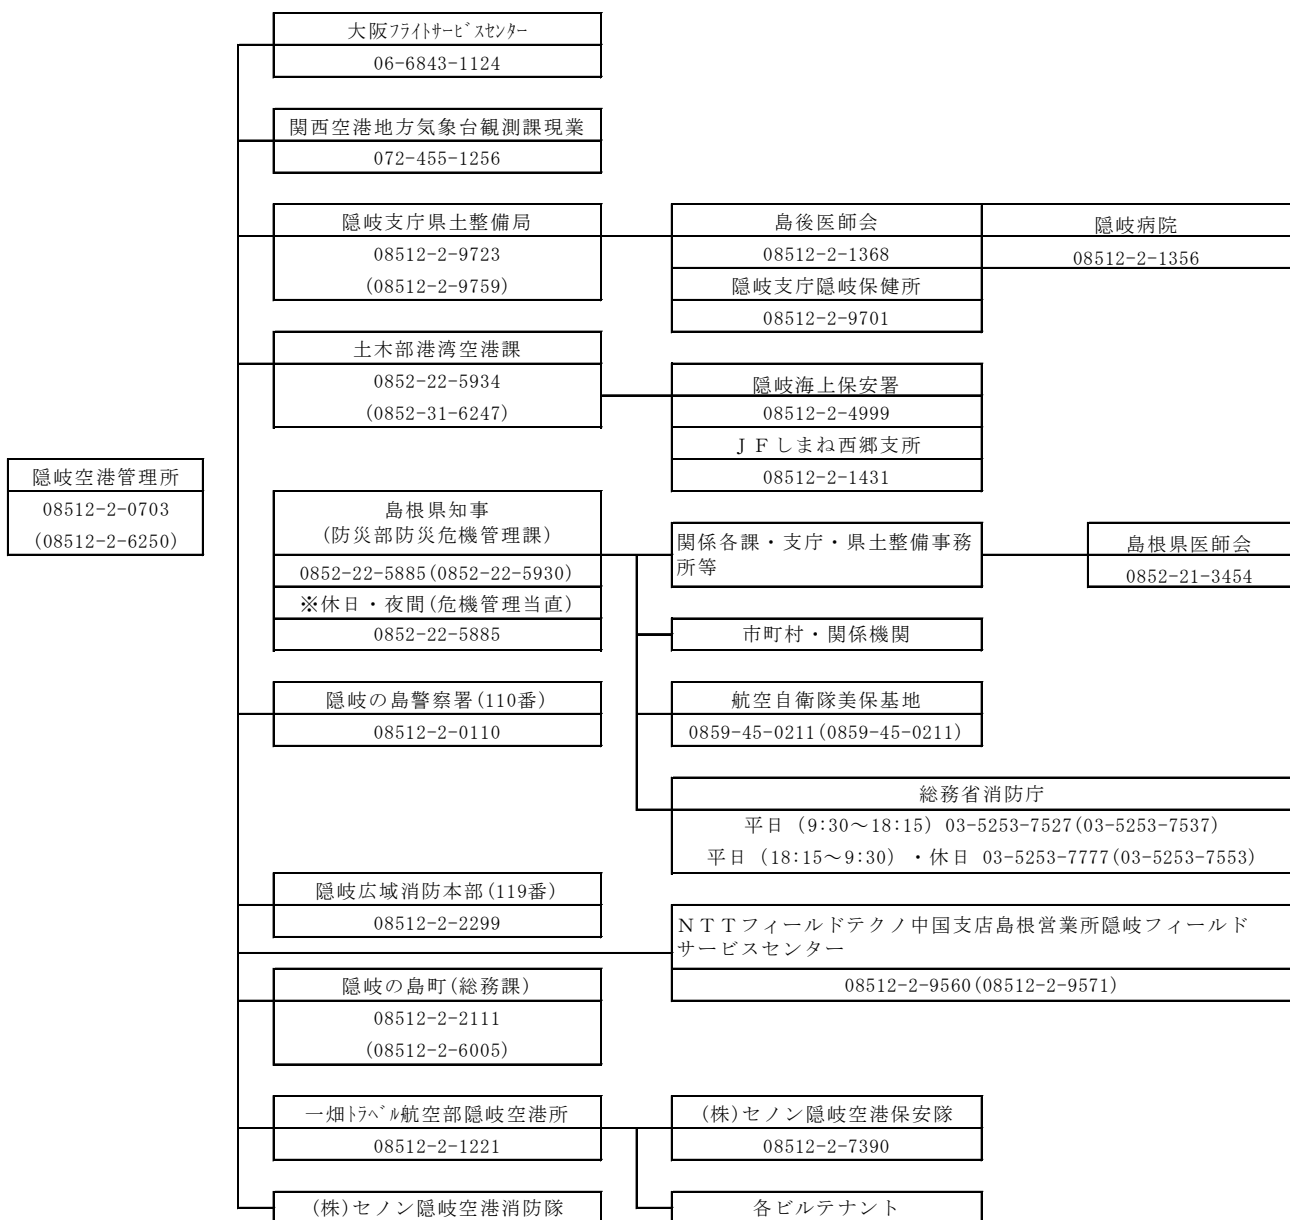 大阪ﾌﾗｲﾄｻｰﾋﾞｽｾﾝﾀｰ
06-6843-1124
関西空港地方気象台観測課現業
072-455-1256
隠岐支庁県土整備局
08512-2-9723
(08512-2-9759)
島後医師会
08512-2-1368
隠岐病院
08512-2-1356
隠岐支庁隠岐保健所
08512-2-9701
土木部港湾空港課
0852-22-5934
(0852-31-6247)
隠岐海上保安署
08512-2-4999
ＪＦしまね西郷支所
08512-2-1431
隠岐空港管理所
08512-2-0703
(08512-2-6250)
島根県知事
(防災部防災危機管理課)
0852-22-5885(0852-22-5930)
※休日・夜間(危機管理当直)
0852-22-5885
関係各課・支庁・県土整備事務
所等
島根県医師会
0852-21-3454
市町村・関係機関
隠岐の島警察署(110番)
08512-2-0110
航空自衛隊美保基地
0859-45-0211(0859-45-0211)
総務省消防庁
平日 (9:30～18:15) 03-5253-7527(03-5253-7537)
平日 (18:15～9:30) ・休日 03-5253-7777(03-5253-7553)
隠岐広域消防本部(119番)
08512-2-2299
ＮＴＴフィールドテクノ中国支店島根営業所隠岐フィールド
サービスセンター
08512-2-9560(08512-2-9571)
隠岐の島町(総務課)
08512-2-2111
(08512-2-6005)
一畑ﾄﾗﾍﾞﾙ航空部隠岐空港所
08512-2-1221
(株)セノン隠岐空港保安隊
08512-2-7390
(株)セノン隠岐空港消防隊
各ビルテナント